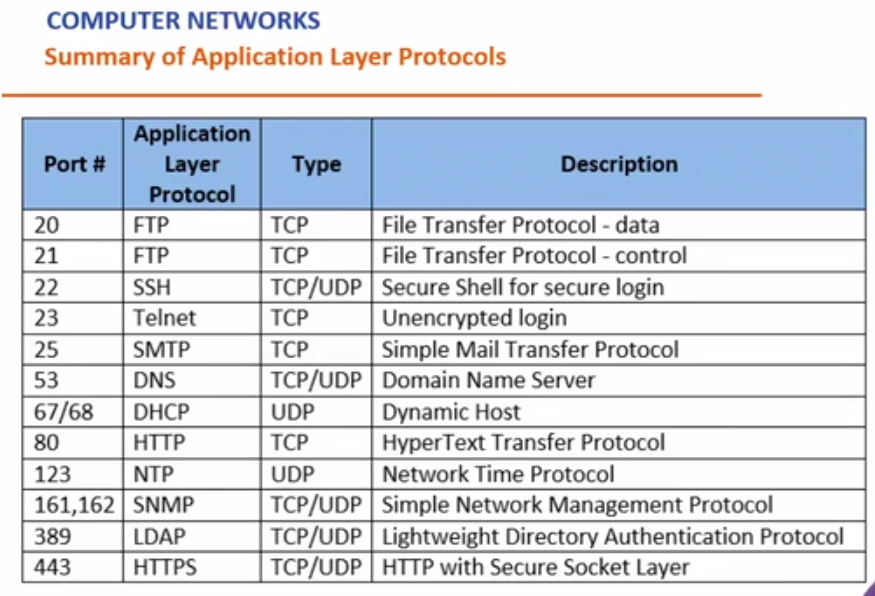 COMPUTER NETWORKS
Summary of Application Layer Protocols
Port # Application Layer Protocol Type Description
20 FTP TCP File Transfer Protocol - data
21 FTP TCP File Transfer Protocol - control
22 SSH TCP/UDP Secure Shell for secure login
23 Telnet TCP Unencrypted login
25 SMTP TCP Simple Mail Transfer Protocol
53 DNS TCP/UDP Domain Name Server
67/68 DHCP UDP Dynamic Host
80 HTTP TCP HyperText Transfer Protocol
123 NTP UDP Network Time Protocol
161,162 SNMP TCP/UDP Simple Network Management Protocol
389 LDAP TCP/UDP Lightweight Directory Authentication Protocol
443 HTTPS TCP/UDP HTTP with Secure Socket Layer